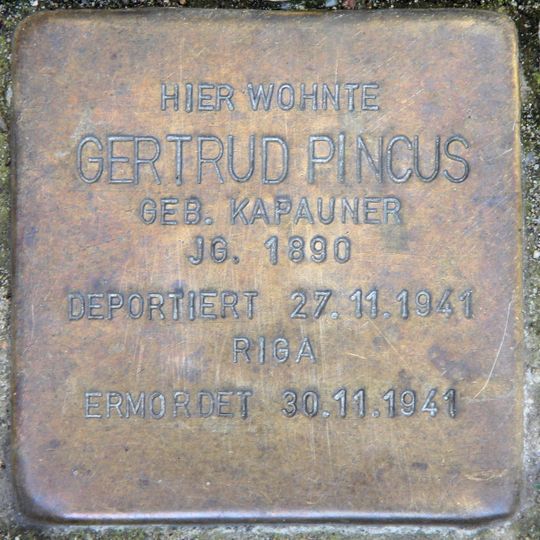 HIER WOHNTE
GERTRUD PINCUS
GEB. KAPAUNER
JG. 1890
DEPORTIERT 27.11.1941
RIGA
ERMORDET 30.11.1941